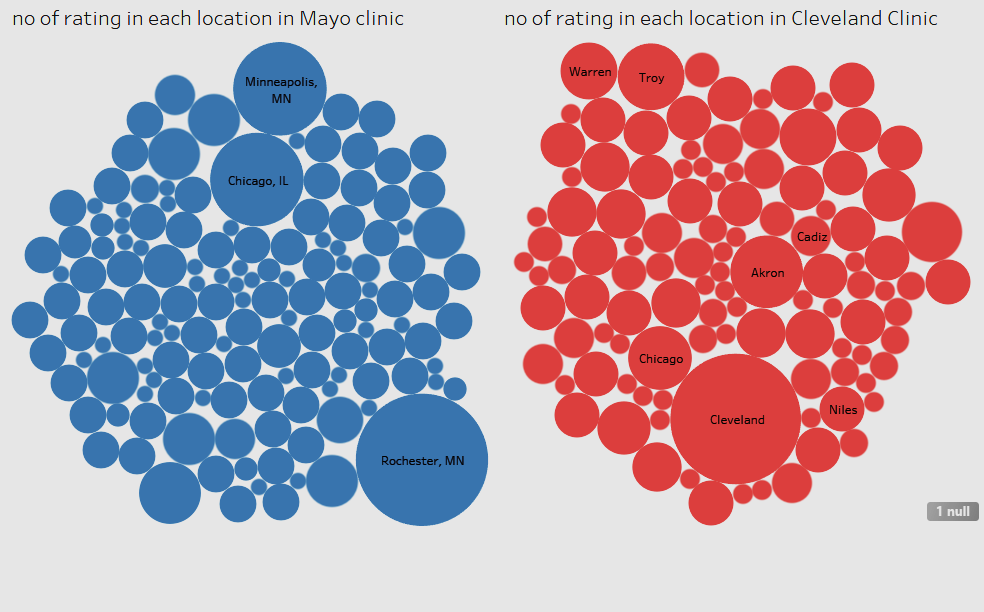 no of rating in each location in Mayo clinic
Minneapolis,
MN
Chicago, IL
Rochester, MN
no of rating in each location in Cleveland Clinic
Warren
Troy
Cadiz
Akron
Chicago
Niles
Cleveland
1 null